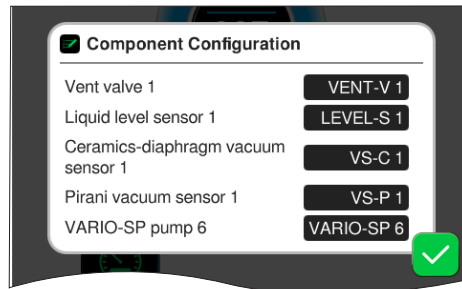 Component Configuration
Vent valve 1 VENT-V 1
Liquid level sensor 1 LEVEL-S 1
Ceramics-diaphragm vacuum
sensor 1 VS-C 1
Pirani vacuum sensor 1 VS-P 1
VARIO-SP pump 6 VARIO-SP 6